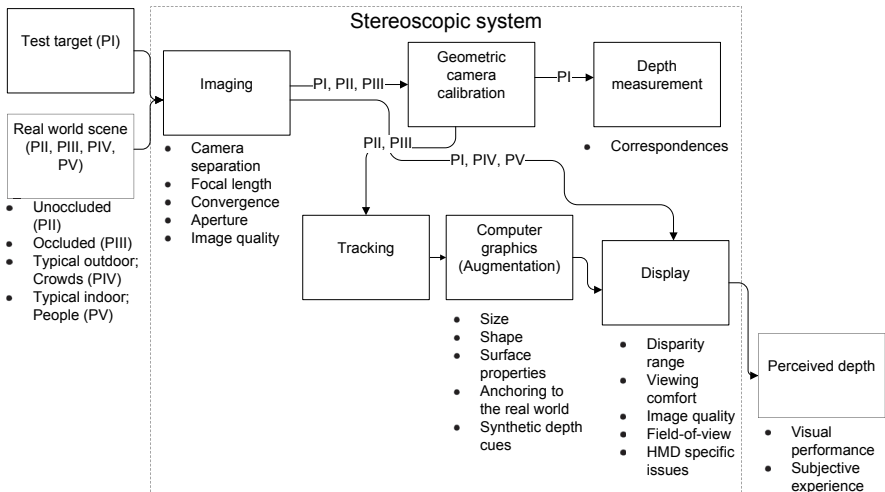 Stereoscopic system
Test target (PI)
Real world scene
(PII, PIII, PIV,
PV)
• Unoccluded
(PII)
• Occluded (PIII)
• Typical outdoor;
Crowds (PIV)
• Typical indoor;
People (PV)
Imaging
• Camera
separation
• Focal length
• Convergence
• Aperture
• Image quality
PI, PII, PIII
Geometric
camera
calibration
PI
Depth
measurement
• Correspondences
PII, PIII
PI, PIV, PV
Tracking
Computer
graphics
(Augmentation)
• Size
• Shape
• Surface
properties
• Anchoring to
the real world
• Synthetic depth
cues
Display
• Disparity
range
• Viewing
comfort
• Image quality
• Field-of-view
• HMD specific
issues
Perceived depth
• Visual
performance
• Subjective
experience